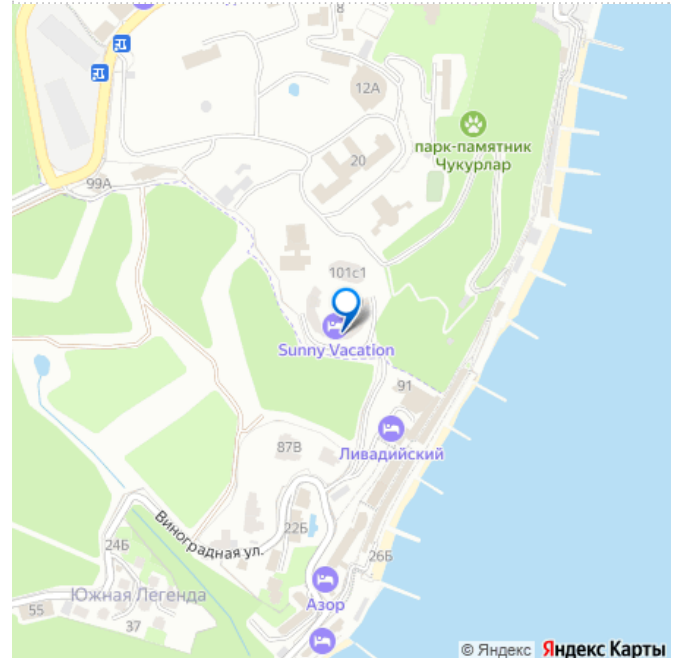 8
12А
парк-памятник
Чукурлар
20
99А
101с1
Sunny Vacation
91
Ливадийский
87В
Виноградная ул.
22Б
24Б
26Б
Южная Легенда
Азор
55
37
© Яндекс Яндекс Карты